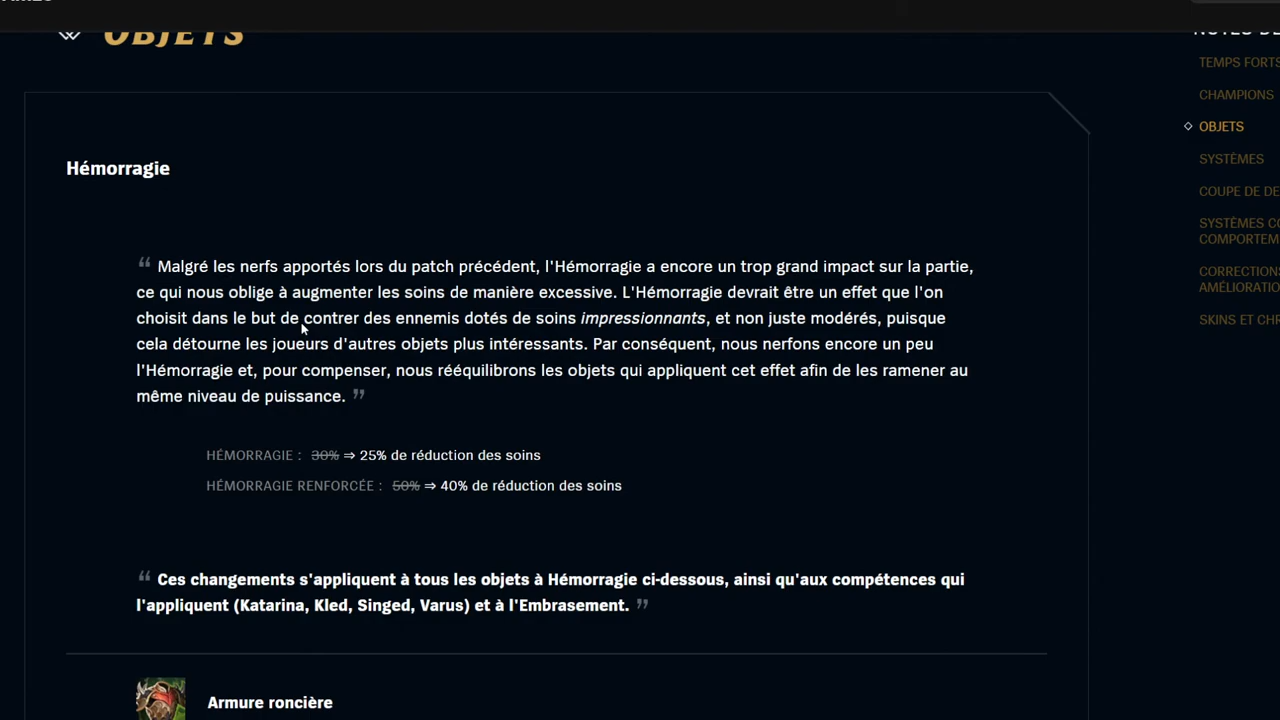 OBJETS
Hémorragie
“ Malgré les nerfs apportés lors du patch précédent, l'Hémorragie a encore un trop grand impact sur la partie,
ce qui nous oblige à augmenter les soins de manière excessive. L'Hémorragie devrait être un effet que l'on
choisit dans le but de contrer des ennemis dotés de soins impressionnants, et non juste modérés, puisque
cela détourne les joueurs d'autres objets plus intéressants. Par conséquent, nous nerfons encore un peu
l'Hémorragie et, pour compenser, nous rééquilibrons les objets qui appliquent cet effet afin de les ramener au
même niveau de puissance. ”
HÉMORRAGIE : 30% ⇒ 25% de réduction des soins
HÉMORRAGIE RENFORCÉE : 50% ⇒ 40% de réduction des soins
“ Ces changements s'appliquent à tous les objets à Hémorragie ci-dessous, ainsi qu'aux compétences qui
l'appliquent (Katarina, Kled, Singed, Varus) et à l'Embrasement. ”
Armure roncière
NOTES DE
TEMPS FORTS
CHAMPIONS
OBJETS
SYSTÈMES
COUPE DE DE
SYSTÈMES CO
COMPORTEM
CORRECTION
AMÉLIORATIO
SKINS ET CHR